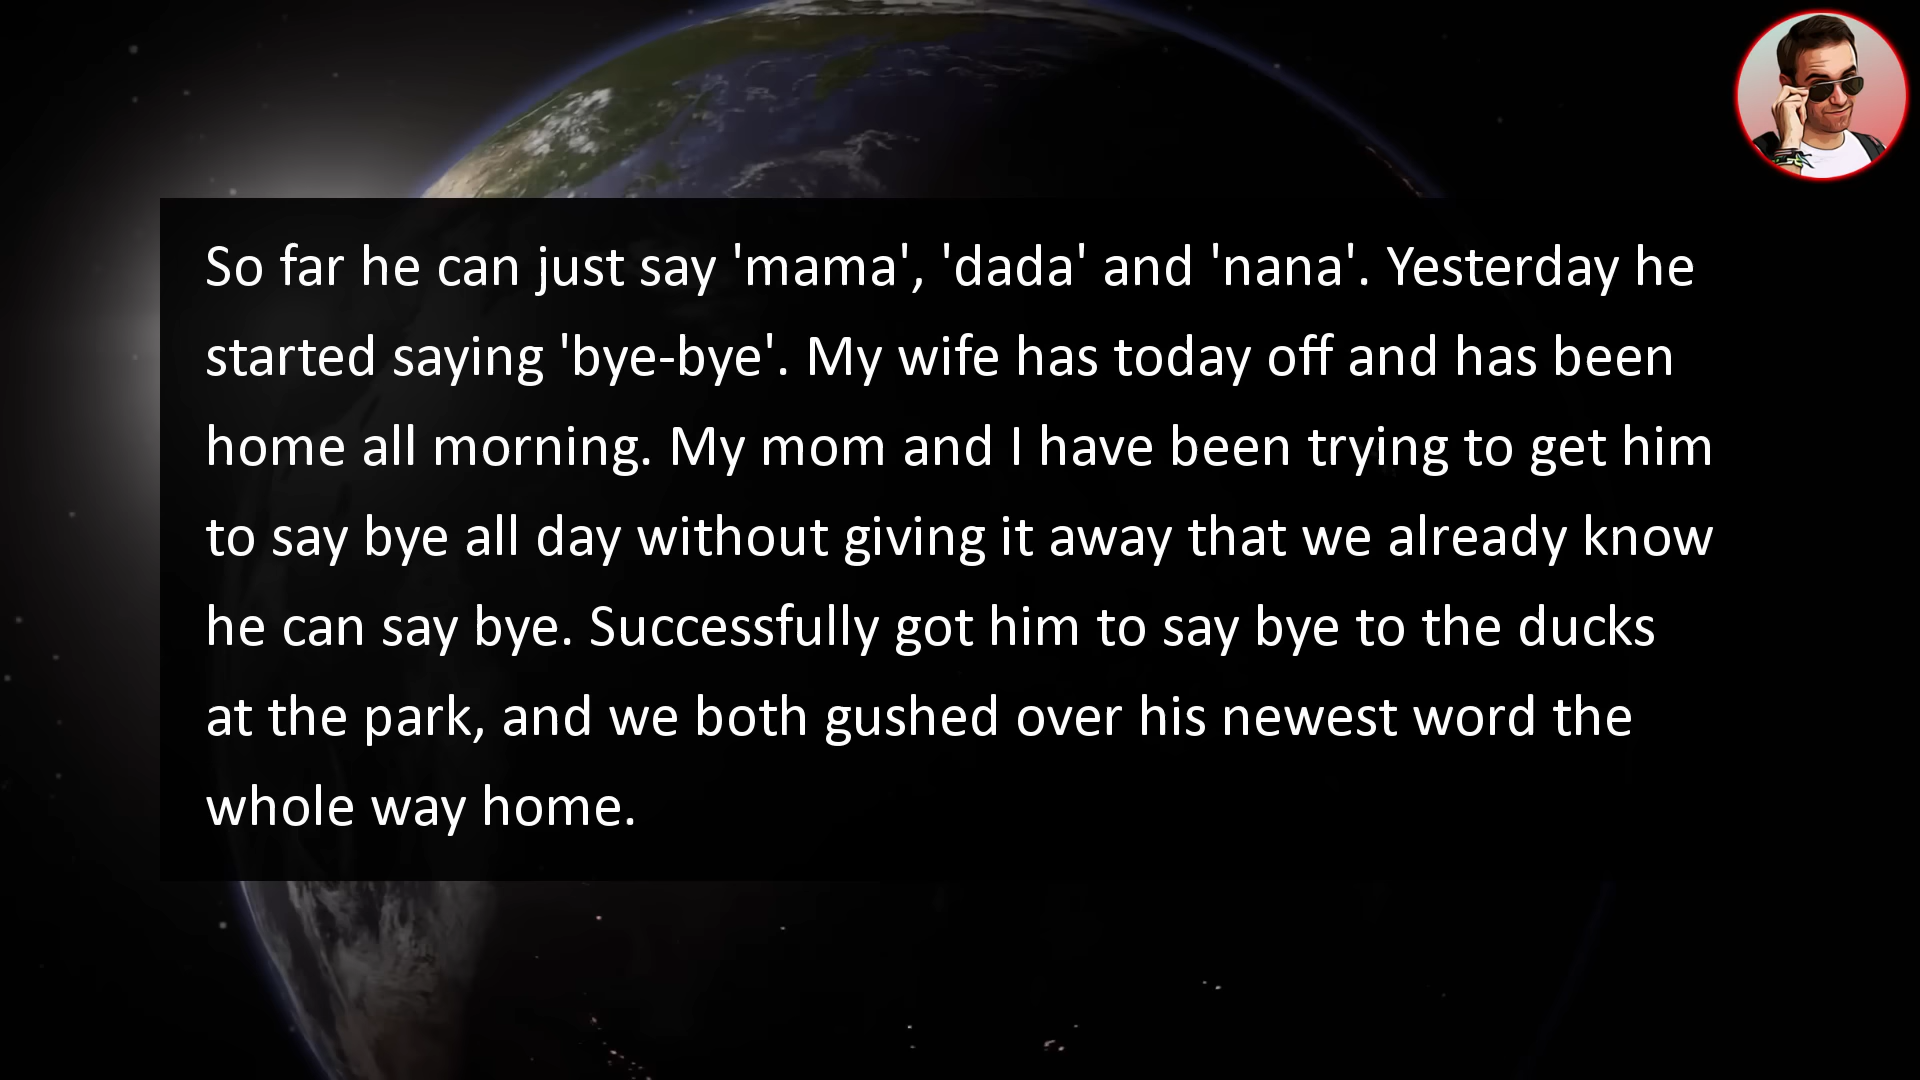 So far he can just say 'mama', 'dada' and 'nana'. Yesterday he
started saying 'bye-bye'. My wife has today off and has been
home all morning. My mom and I have been trying to get him
to say bye all day without giving it away that we already know
he can say bye. Successfully got him to say bye to the ducks
at the park, and we both gushed over his newest word the
whole way home.